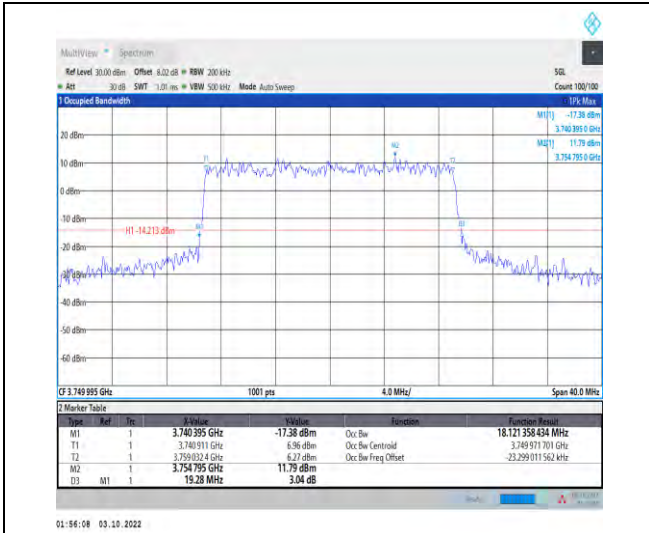 MultiView Spectrum
Ref Level 30.00 dBm Offset 8.02 dB RBW 200 kHz SGL
Att 30 dB SWT 1.01 ms VBW 500 kHz Mode Auto Sweep Count 100/100
1 Occupied Bandwidth 1Pk Max
M1[1] -17.38 dBm
3.740 395 0 GHz
M2[1] 11.79 dBm
3.754 795 0 GHz
20 dBm
M2
T1 T2
10 dBm
0 dBm
-10 dBm
H1 -14.213 dBm
M1 D3
-20 dBm
-30 dBm
-40 dBm
-50 dBm
-60 dBm
CF 3.749 995 GHz 1001 pts 4.0 MHz/ Span 40.0 MHz
2 Marker Table
Type Ref Trc X-Value Y-Value Function Function Result
M1 1 3.740 395 GHz -17.38 dBm Occ Bw 18.121 358 434 MHz
T1 1 3.740 911 GHz 6.96 dBm Occ Bw Centroid 3.749 971 701 GHz
T2 1 3.759 032 4 GHz 6.27 dBm Occ Bw Freq Offset -23.299 011 562 kHz
M2 1 3.754 795 GHz 11.79 dBm
D3 M1 1 19.28 MHz 3.04 dB
01:56:08 03.10.2022